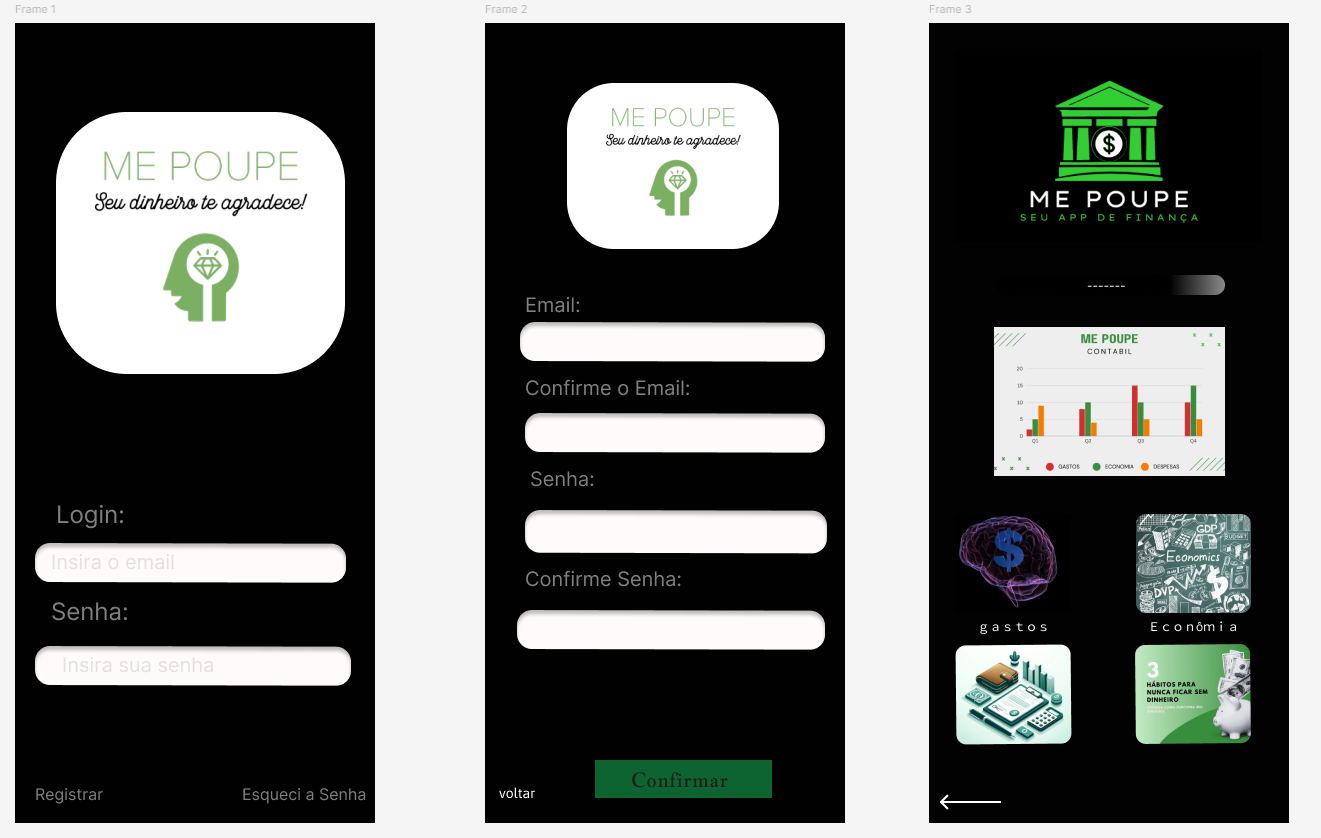 Frame 1
ME POUPE
Seu dinheiro te agradece!
Login:
Insira o email
Senha:
Insira sua senha
Registrar
Esqueci a Senha
Frame 2
ME POUPE
Seu dinheiro te agradece!
Email:
Confirme o Email:
Senha:
Confirme Senha:
voltar
Confirmar
Frame 3
$
ME POUPE
SEU APP DE FINANÇA
-------
ME POUPE
CONTABIL
20
15
10
5
0
Q1 Q2 Q3 Q4
GASTOS ECONOMIA DESPESAS
$
GDP
BUDGET
Economics
$
DVP
gastos
Econômia
3
HÁBITOS PARA
NUNCA FICAR SEM
DINHEIRO